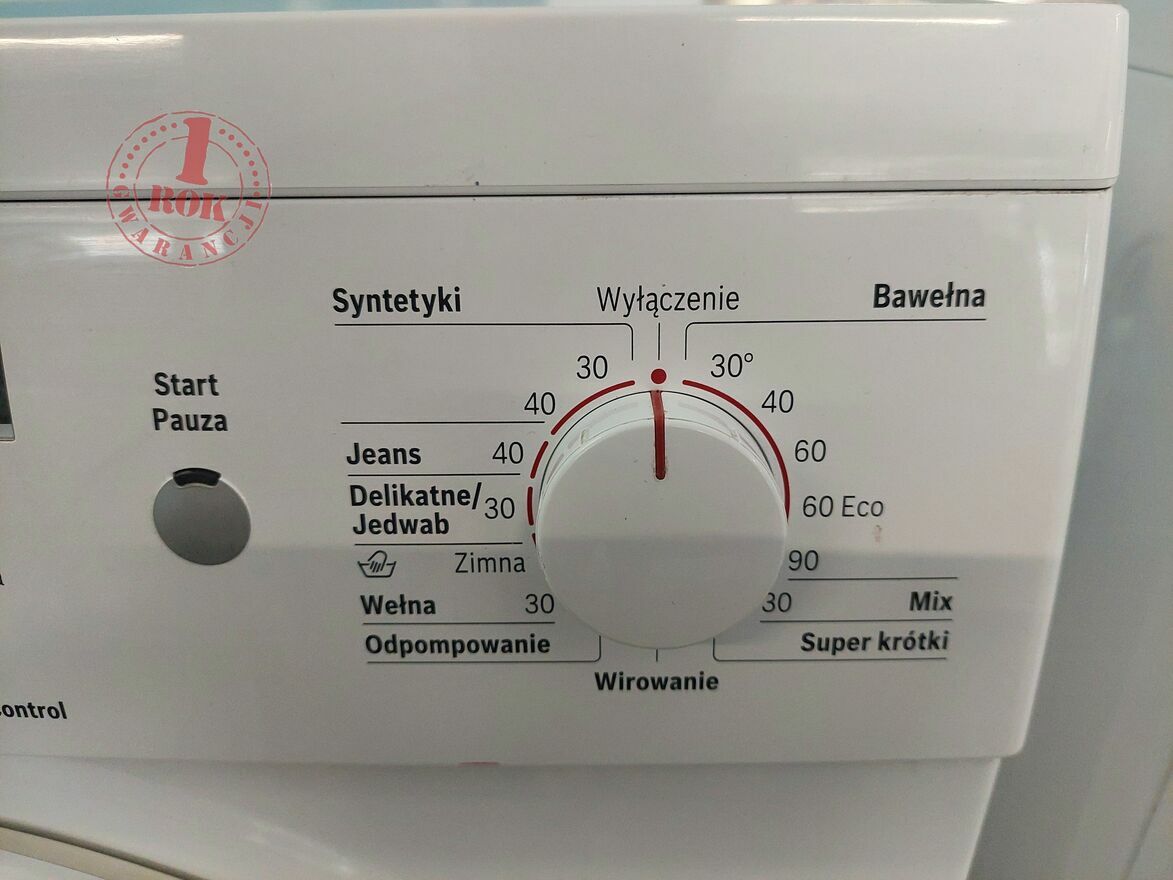 1
ROK
GWARANCJI
Syntetyki
Wyłączenie
Bawełna
30
30°
40
40
Start
Pauza
Jeans 40
60
Delikatne/
Jedwab
30
60 Eco
Zimna
90
Wełna 30
30 Mix
Odpompowanie
Super krótki
Wirowanie